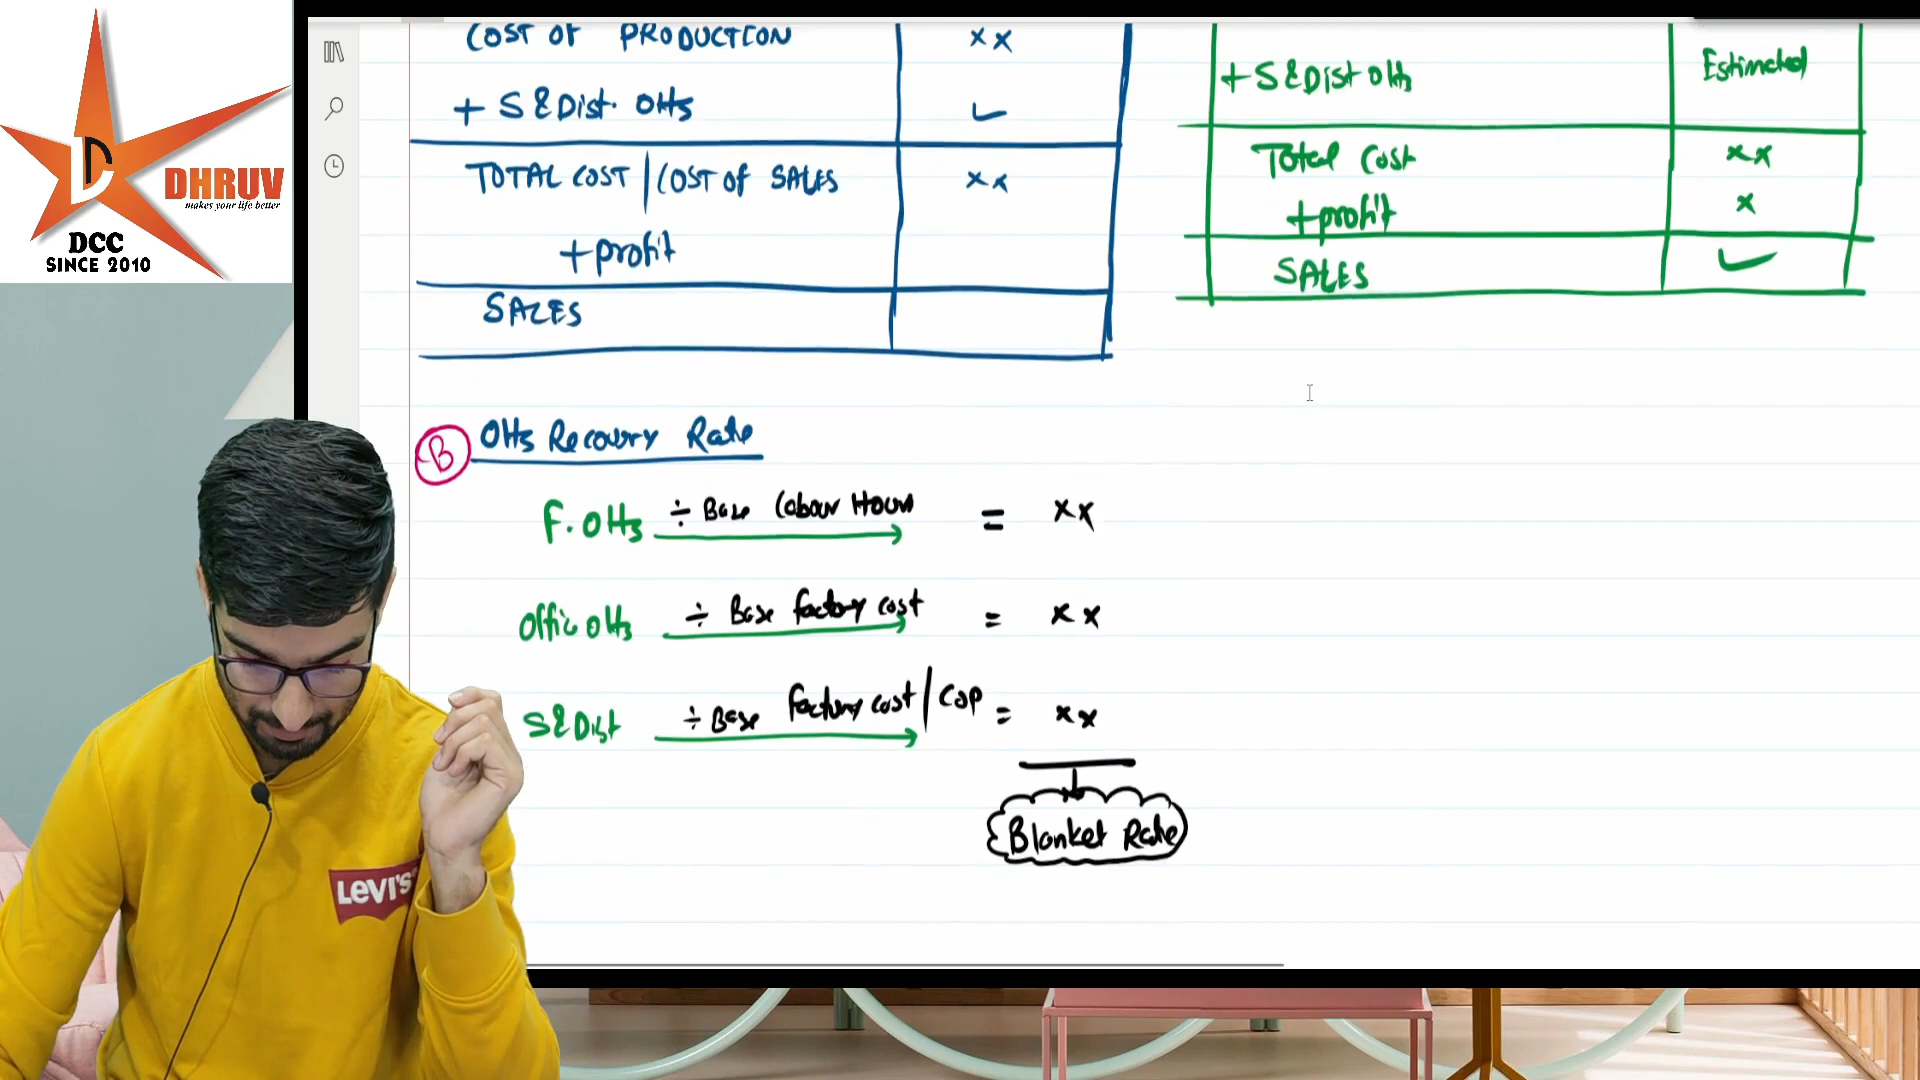 DHRUV
makes your life better
DCC
SINCE 2010
COST OF PRODUCTION xx
+ S & Dist. OHs ✓
TOTAL COST | COST OF SALES xx
+ profit
SALES
+ S & Dist OHs Estimated
Total Cost xx
+ profit x
SALES ✓
B OHs Recovery Rate
F. OHs ÷ Base Labour Hours = xx
Office OHs ÷ Base factory cost = xx
S & Dist ÷ Base factory cost / COP = xx
Blanket Rate
LEVI'S